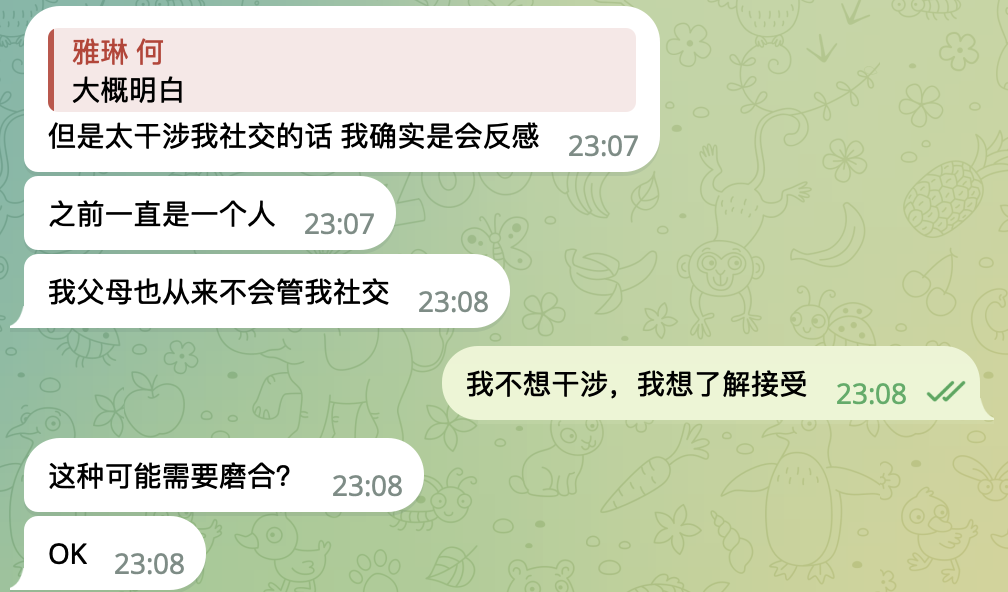 雅琳 何
大概明白
但是太干涉我社交的话 我确实是会反感 23:07
之前一直是一个人 23:07
我父母也从来不会管我社交 23:08
我不想干涉，我想了解接受 23:08
这种可能需要磨合？ 23:08
OK 23:08